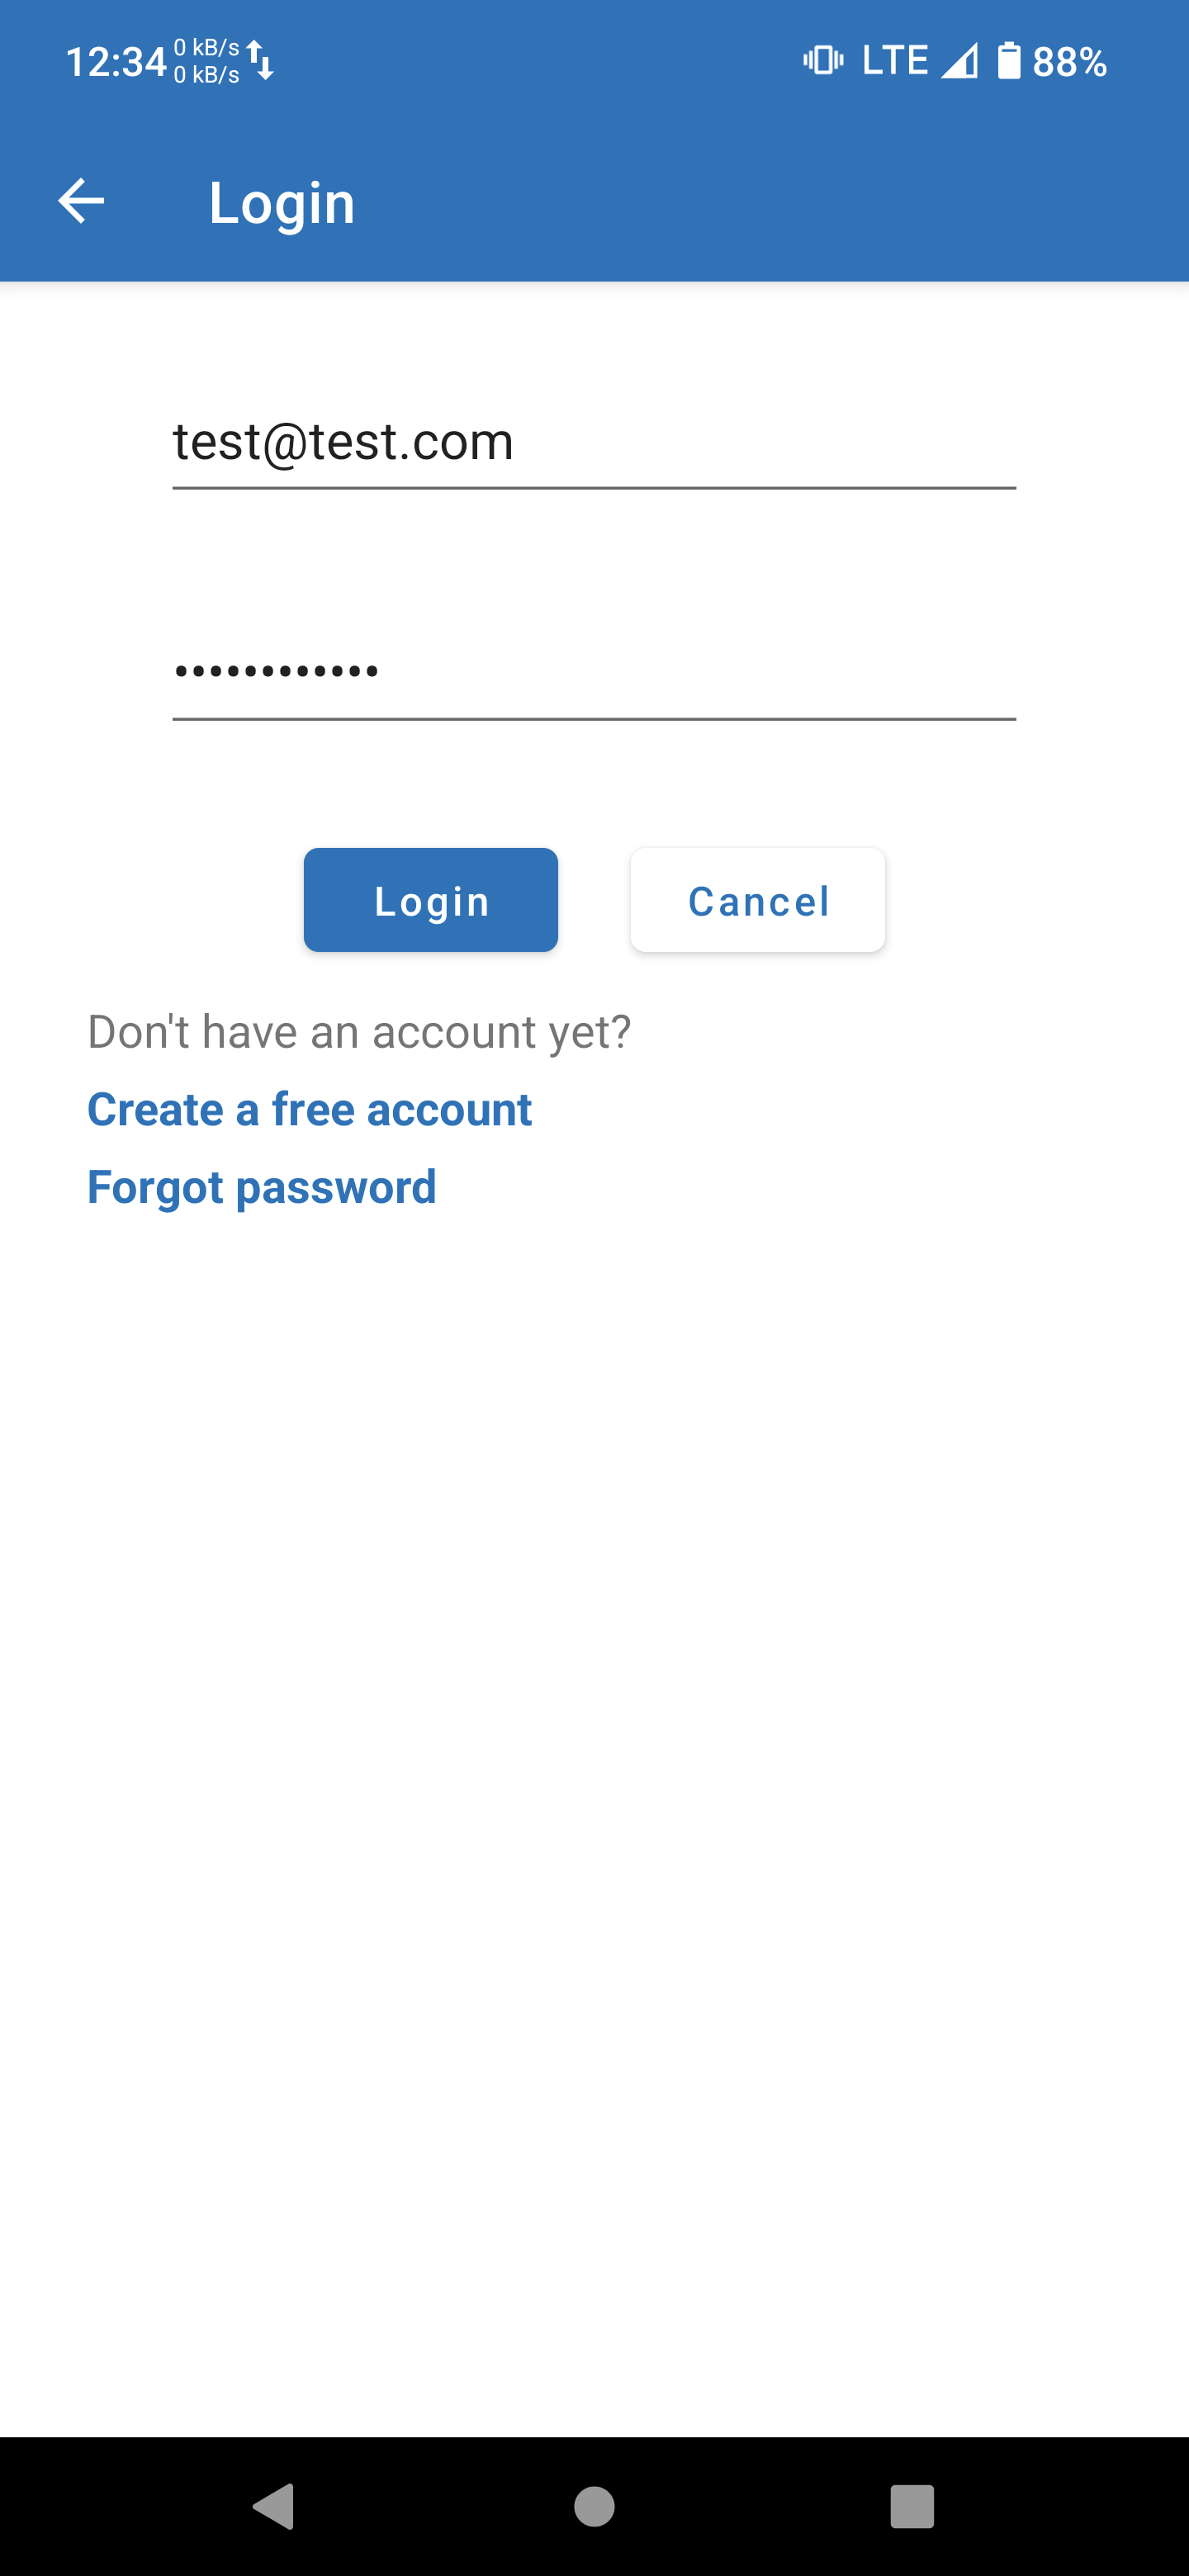 12:34 0 kB/s
0 kB/s
LTE 88%
Login
test@test.com
••••••••••••
Login Cancel
Don't have an account yet?
Create a free account
Forgot password